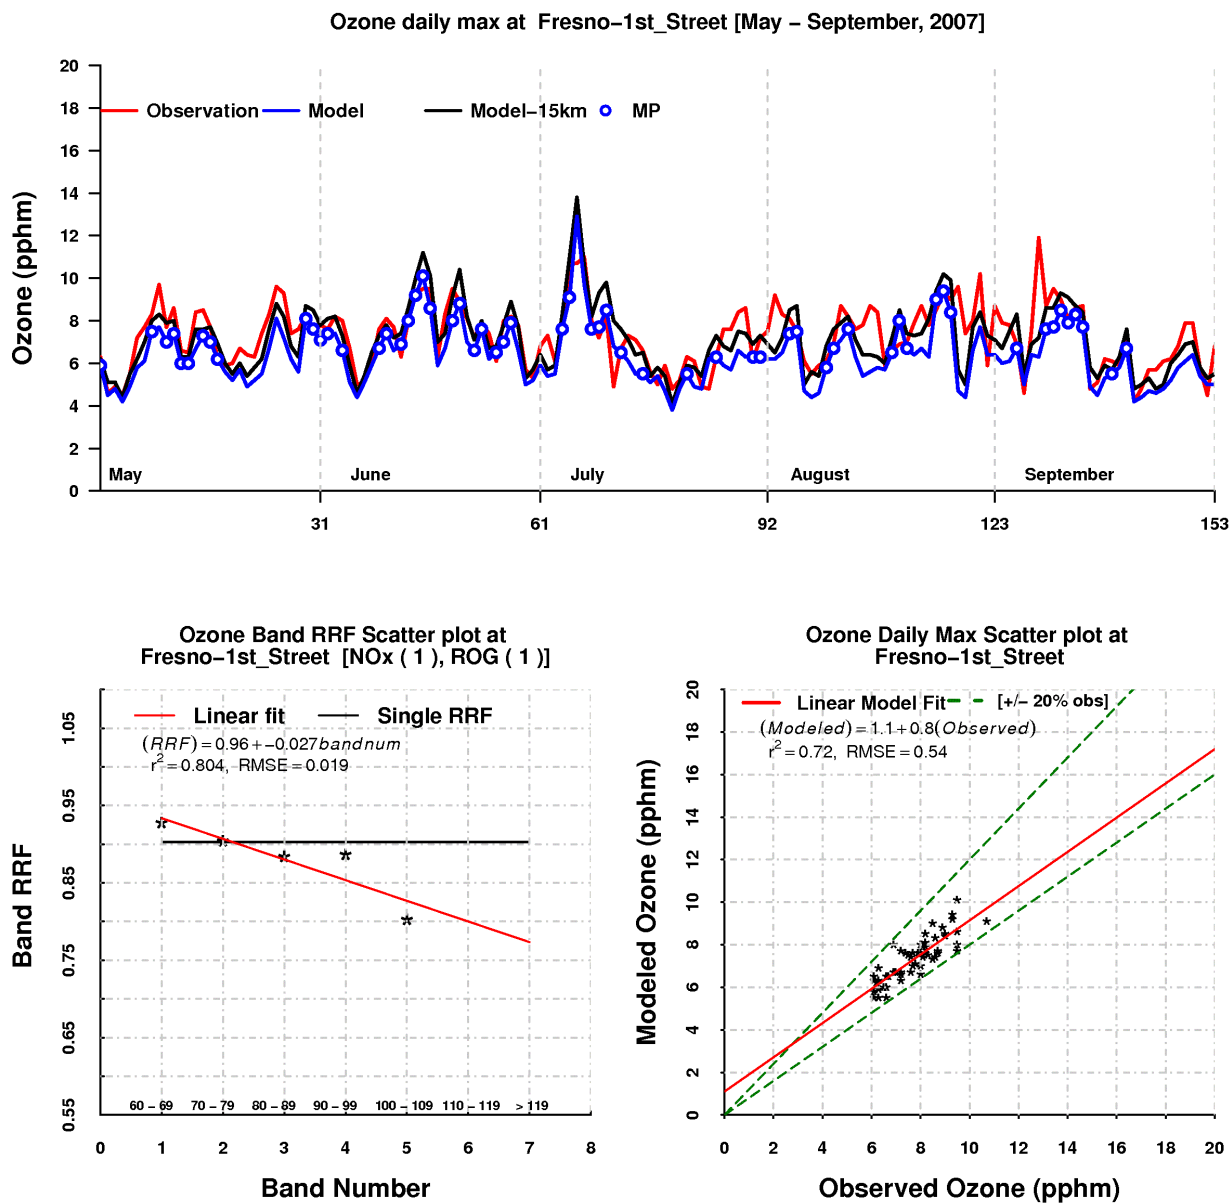 Ozone daily max at Fresno−1st_Street [May − September, 2007]
20
18
16
14
12
10
8
6
4
2
0
Ozone (pphm)
Observation Model Model−15km MP
May June July August September
31 61 92 123 153
Ozone Band RRF Scatter plot at
Fresno−1st_Street [NOx ( 1 ), ROG ( 1 )]
Linear fit Single RRF
(RRF) = 0.96 + −0.027bandnum
r² = 0.804, RMSE = 0.019
1.05
0.95
0.85
0.75
0.65
0.55
Band RRF
60 − 69 70 − 79 80 − 89 90 − 99 100 − 109 110 − 119 > 119
0 1 2 3 4 5 6 7 8
Band Number
Ozone Daily Max Scatter plot at
Fresno−1st_Street
Linear Model Fit [+/− 20% obs]
(Modeled) = 1.1 + 0.8(Observed)
r² = 0.72, RMSE = 0.54
20
18
16
14
12
10
8
6
4
2
0
Modeled Ozone (pphm)
0 2 4 6 8 10 12 14 16 18 20
Observed Ozone (pphm)